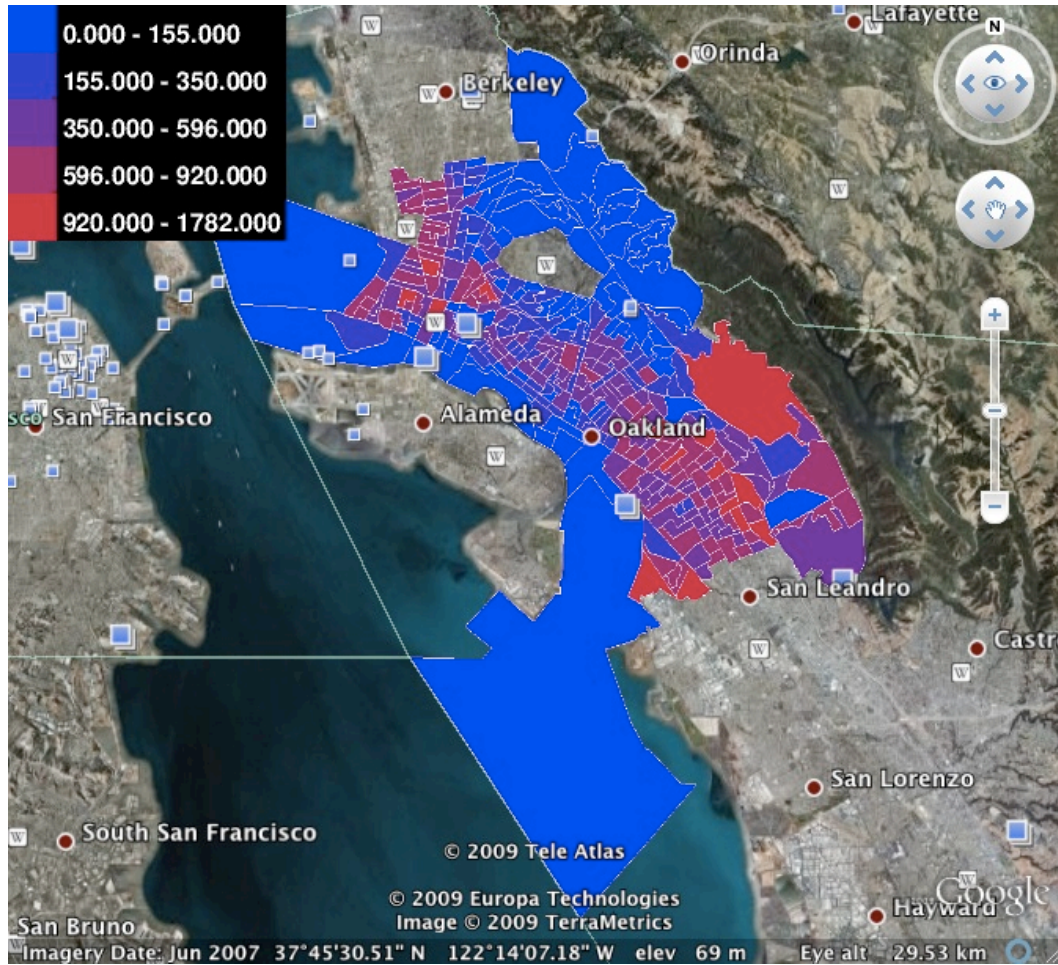 0.000 - 155.000
155.000 - 350.000
350.000 - 596.000
596.000 - 920.000
920.000 - 1782.000
Lafayette
N
Orinda
Berkeley
W
W
W
W
W
W
W
W
Alameda
Oakland
sco San Francisco
W
San Leandro
W
Castr
W
San Lorenzo
W
South San Francisco
© 2009 Tele Atlas
© 2009 Europa Technologies
Image © 2009 TerraMetrics
Google
Hayward
San Bruno
Imagery Date: Jun 2007 37°45'30.51" N 122°14'07.18" W elev 69 m Eye alt 29.53 km